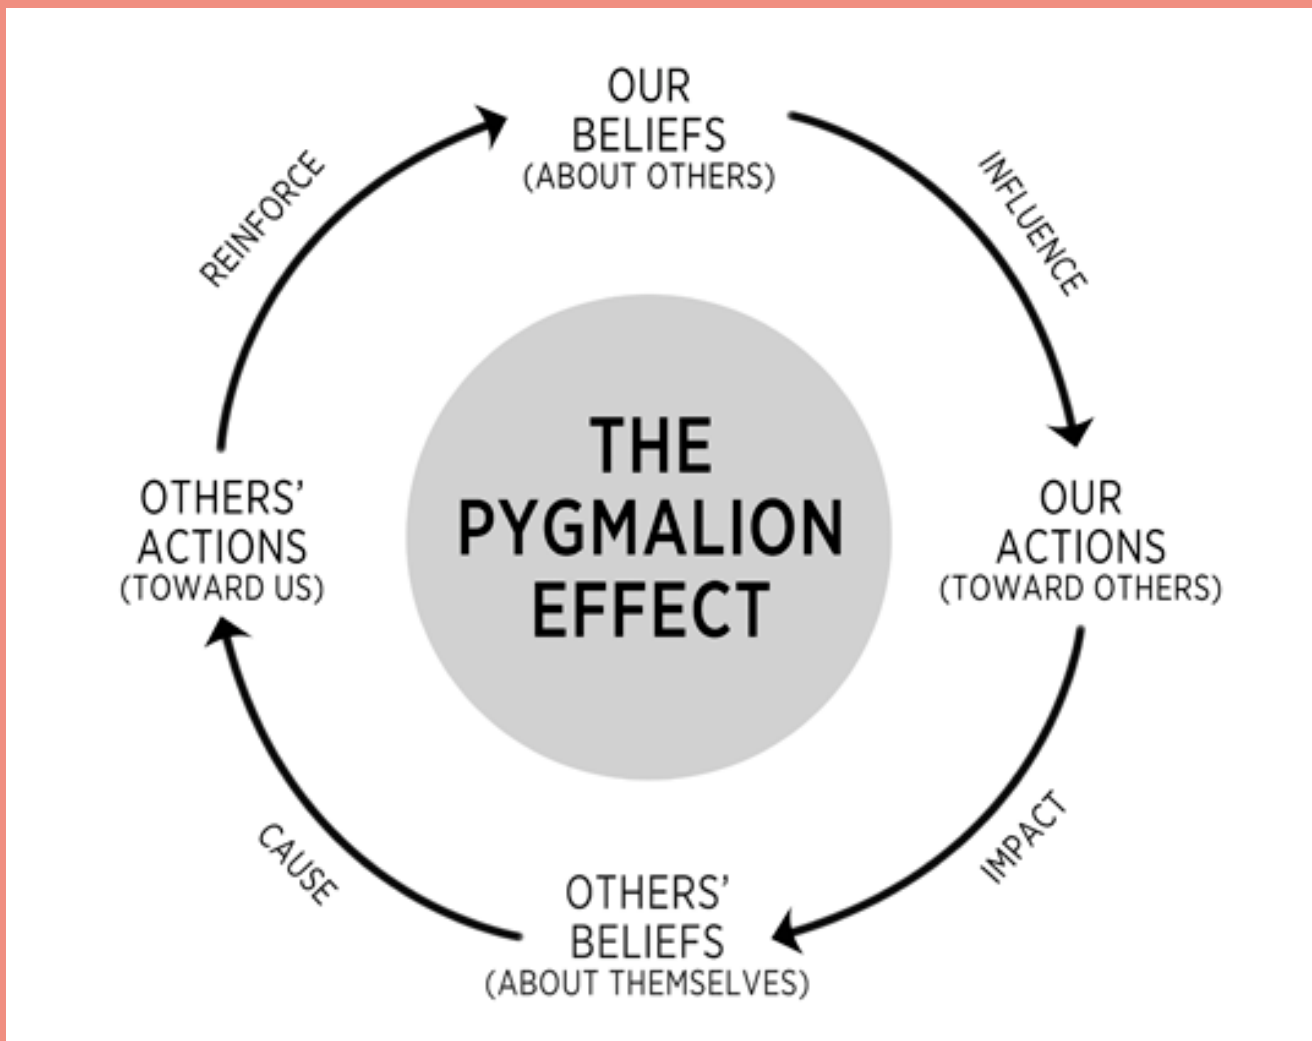 OUR
BELIEFS
(ABOUT OTHERS)
INFLUENCE
OUR
ACTIONS
(TOWARD OTHERS)
IMPACT
OTHERS’
BELIEFS
(ABOUT THEMSELVES)
CAUSE
OTHERS’
ACTIONS
(TOWARD US)
REINFORCE
THE
PYGMALION
EFFECT